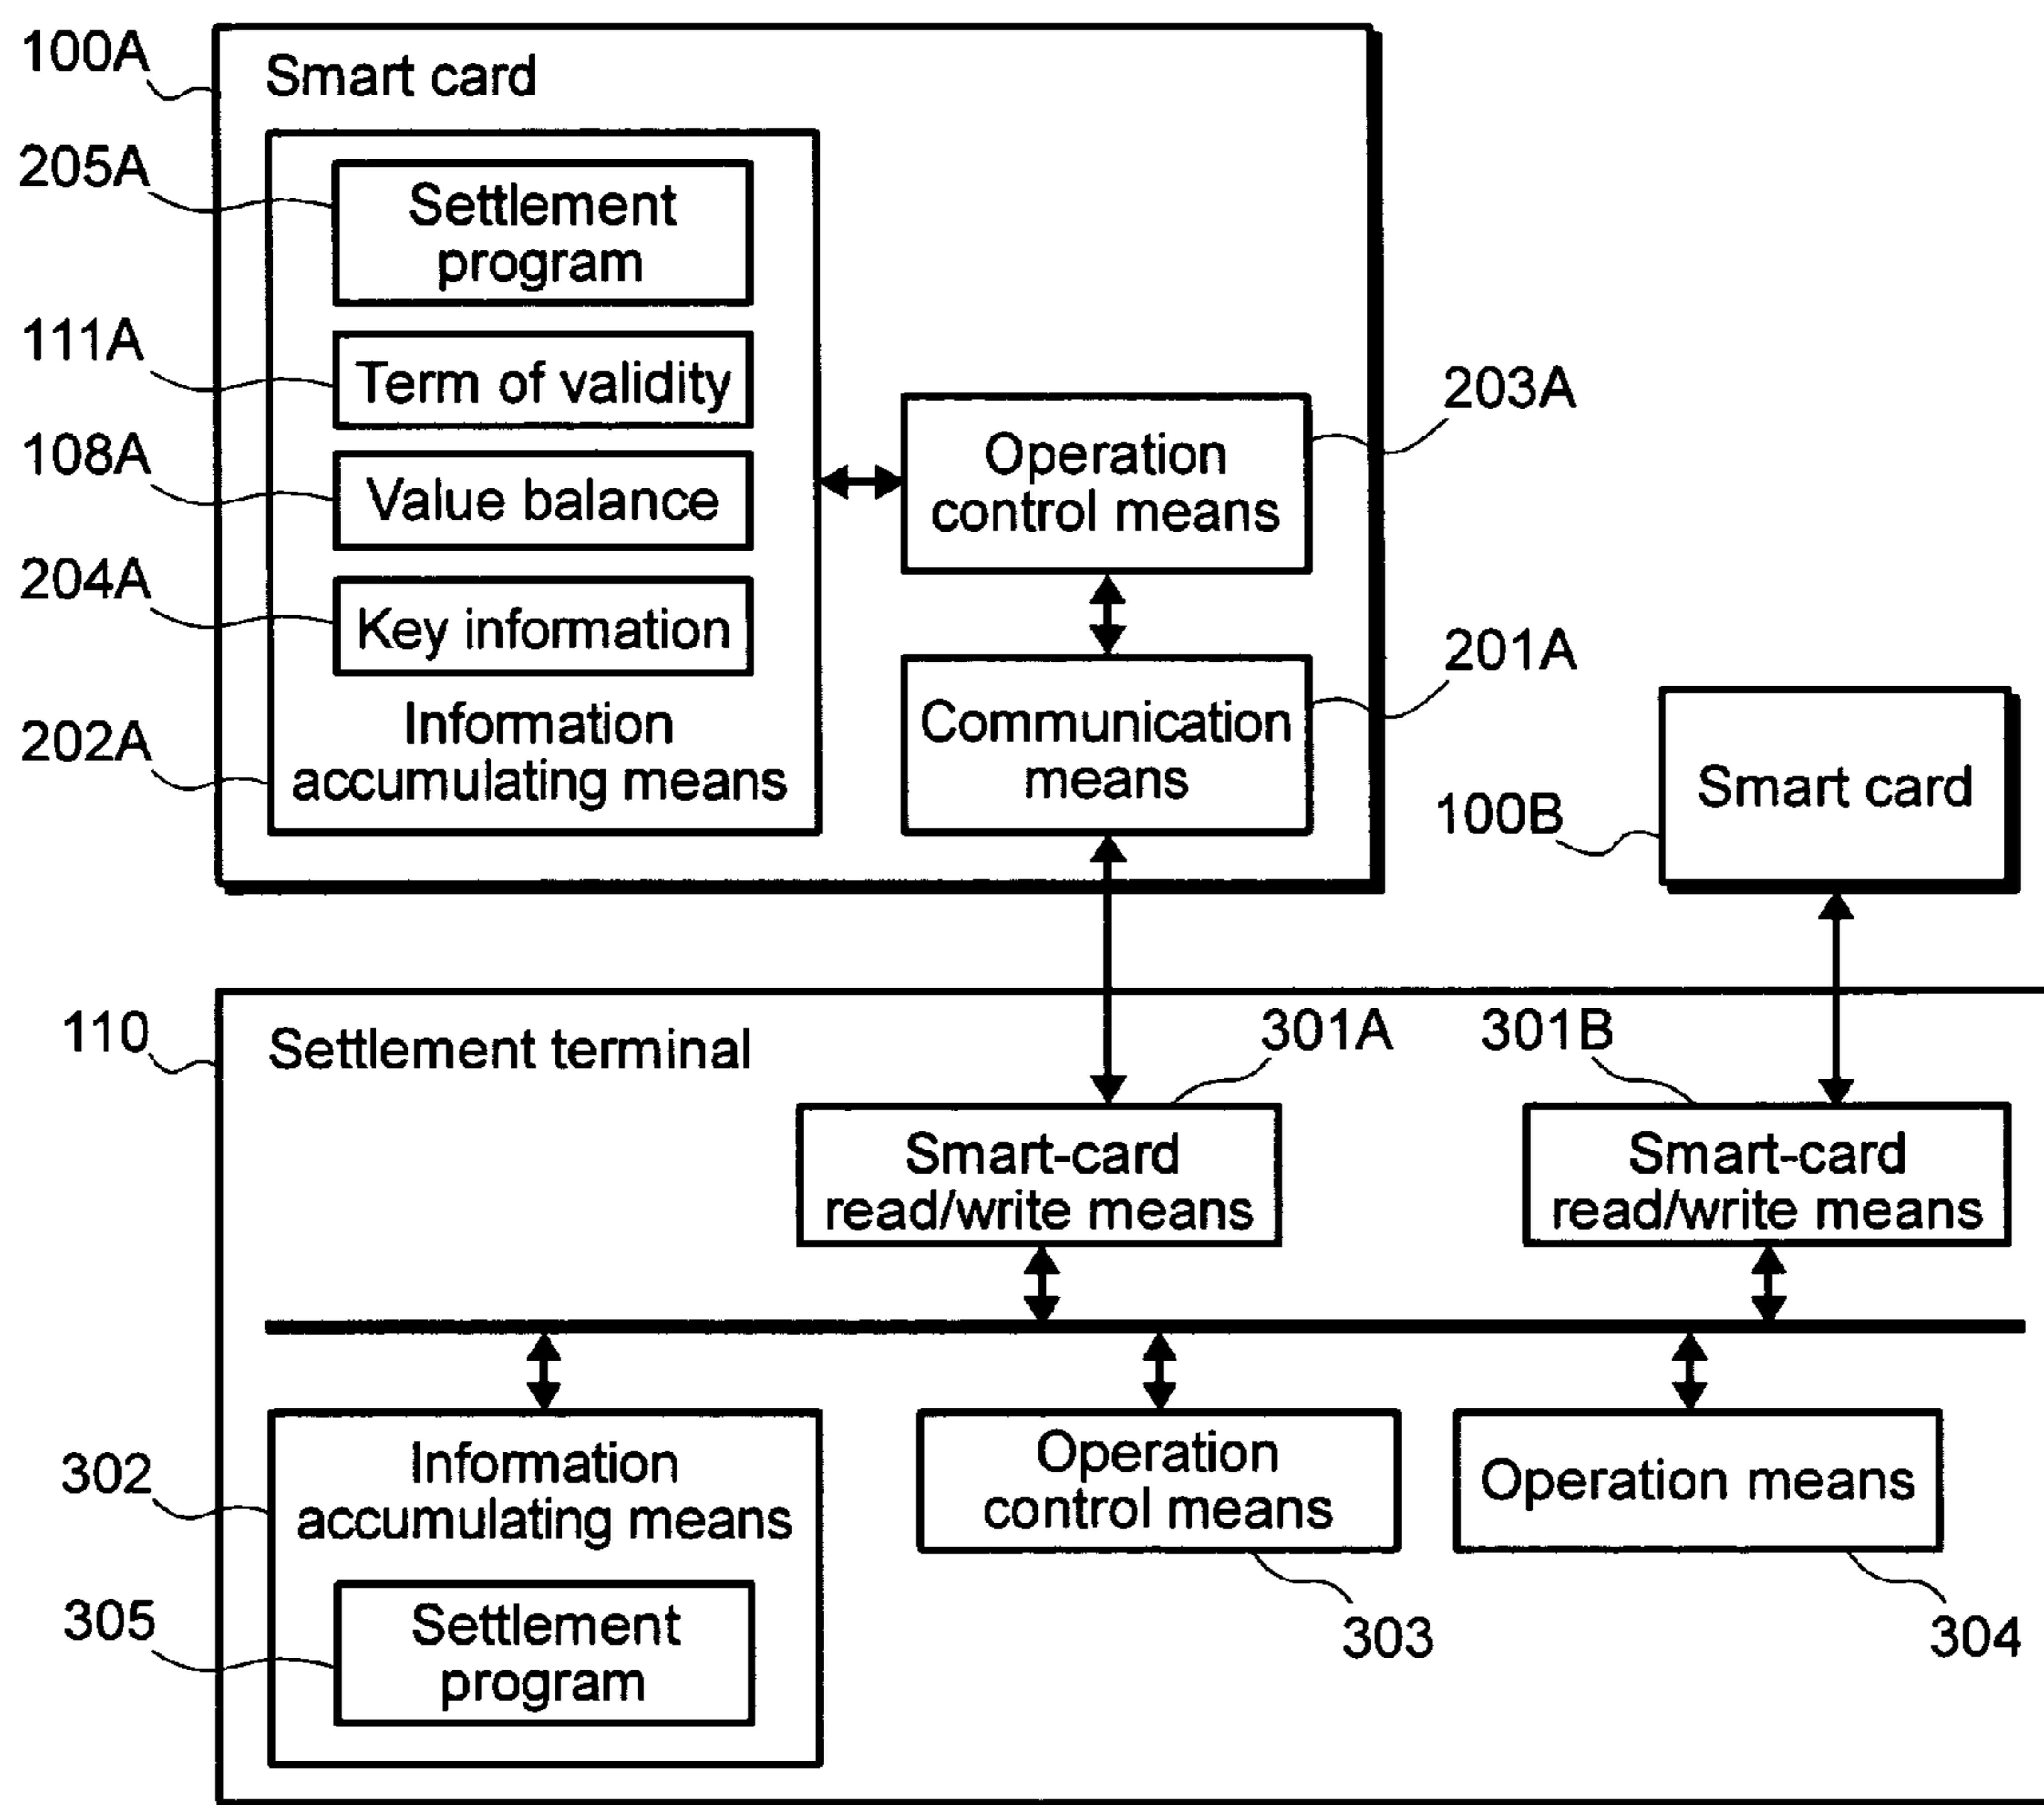 100A
Smart card
205A
Settlement
program
111A
Term of validity
108A
Value balance
204A
Key information
202A
Information
accumulating means
203A
Operation
control means
201A
Communication
means
100B
Smart card
110
Settlement terminal
301A
301B
Smart-card
read/write means
Smart-card
read/write means
302
Information
accumulating means
305
Settlement
program
Operation
control means
303
Operation means
304